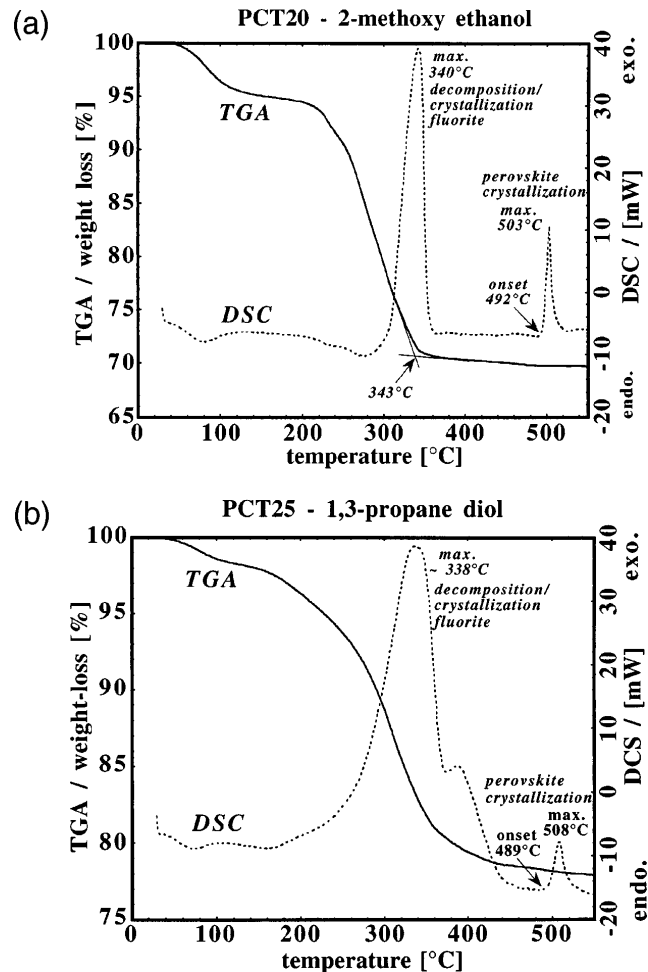 (a)
PCT20 - 2-methoxy ethanol
100
95
90
85
80
75
70
65
TGA / weight loss [%]
TGA
DSC
max.
340°C
decomposition/
crystallization
fluorite
perovskite
crystallization
max.
503°C
onset
492°C
343°C
40
30
20
10
0
-10
-20
exo.
DSC / [mW]
endo.
0 100 200 300 400 500
temperature [°C]
(b)
PCT25 - 1,3-propane diol
100
95
90
85
80
75
TGA / weight-loss [%]
TGA
DSC
max.
~ 338°C
decomposition/
crystallization
fluorite
perovskite
crystallization
max.
508°C
onset
489°C
40
30
20
10
0
-10
-20
exo.
DCS / [mW]
endo.
0 100 200 300 400 500
temperature [°C]